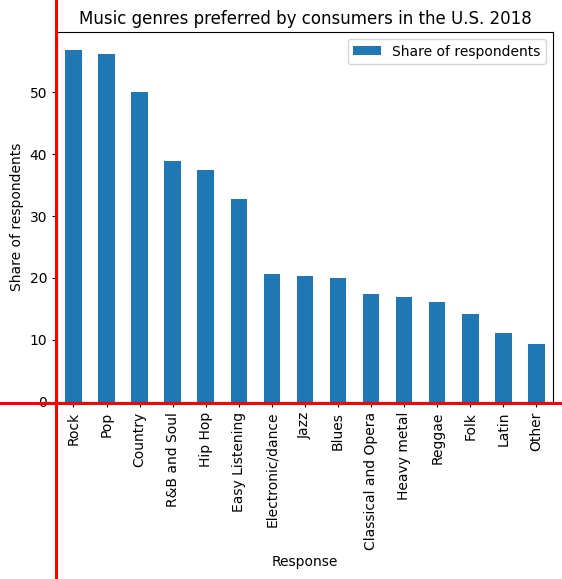 Music genres preferred by consumers in the U.S. 2018
Share of respondents
Share of respondents
50
40
30
20
10
0
Rock
Pop
Country
R&B and Soul
Hip Hop
Easy Listening
Electronic/dance
Jazz
Blues
Classical and Opera
Heavy metal
Reggae
Folk
Latin
Other
Response